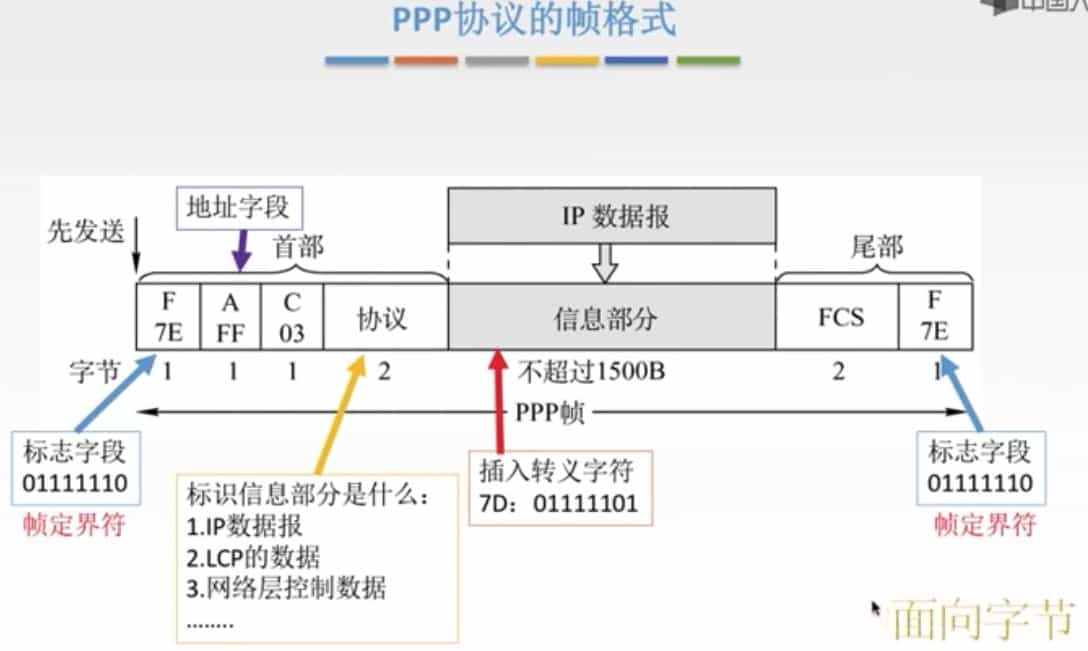 PPP协议的帧格式
中国大
地址字段
IP 数据报
先发送
首部
尾部
F A C F
7E FF 03 协议 信息部分 FCS 7E
字节 1 1 1 2 不超过1500B 2 1
PPP帧
标志字段
01111110
帧定界符
标识信息部分是什么：
1.IP数据报
2.LCP的数据
3.网络层控制数据
........
插入转义字符
7D：01111101
标志字段
01111110
帧定界符
面向字节